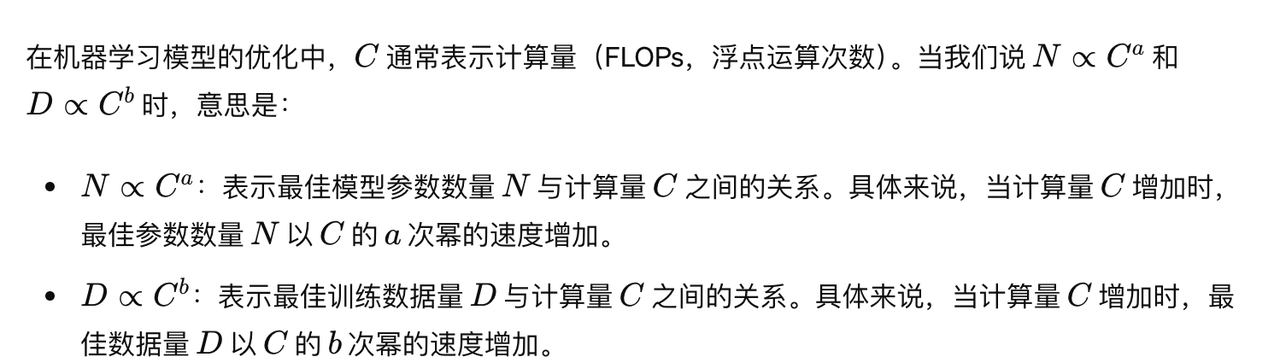 在机器学习模型的优化中，C 通常表示计算量（FLOPs，浮点运算次数）。当我们说 N ∝ C^a 和
D ∝ C^b 时，意思是：
• N ∝ C^a：表示最佳模型参数数量 N 与计算量 C 之间的关系。具体来说，当计算量 C 增加时，
最佳参数数量 N 以 C 的 a 次幂的速度增加。
• D ∝ C^b：表示最佳训练数据量 D 与计算量 C 之间的关系。具体来说，当计算量 C 增加时，最
佳数据量 D 以 C 的 b 次幂的速度增加。